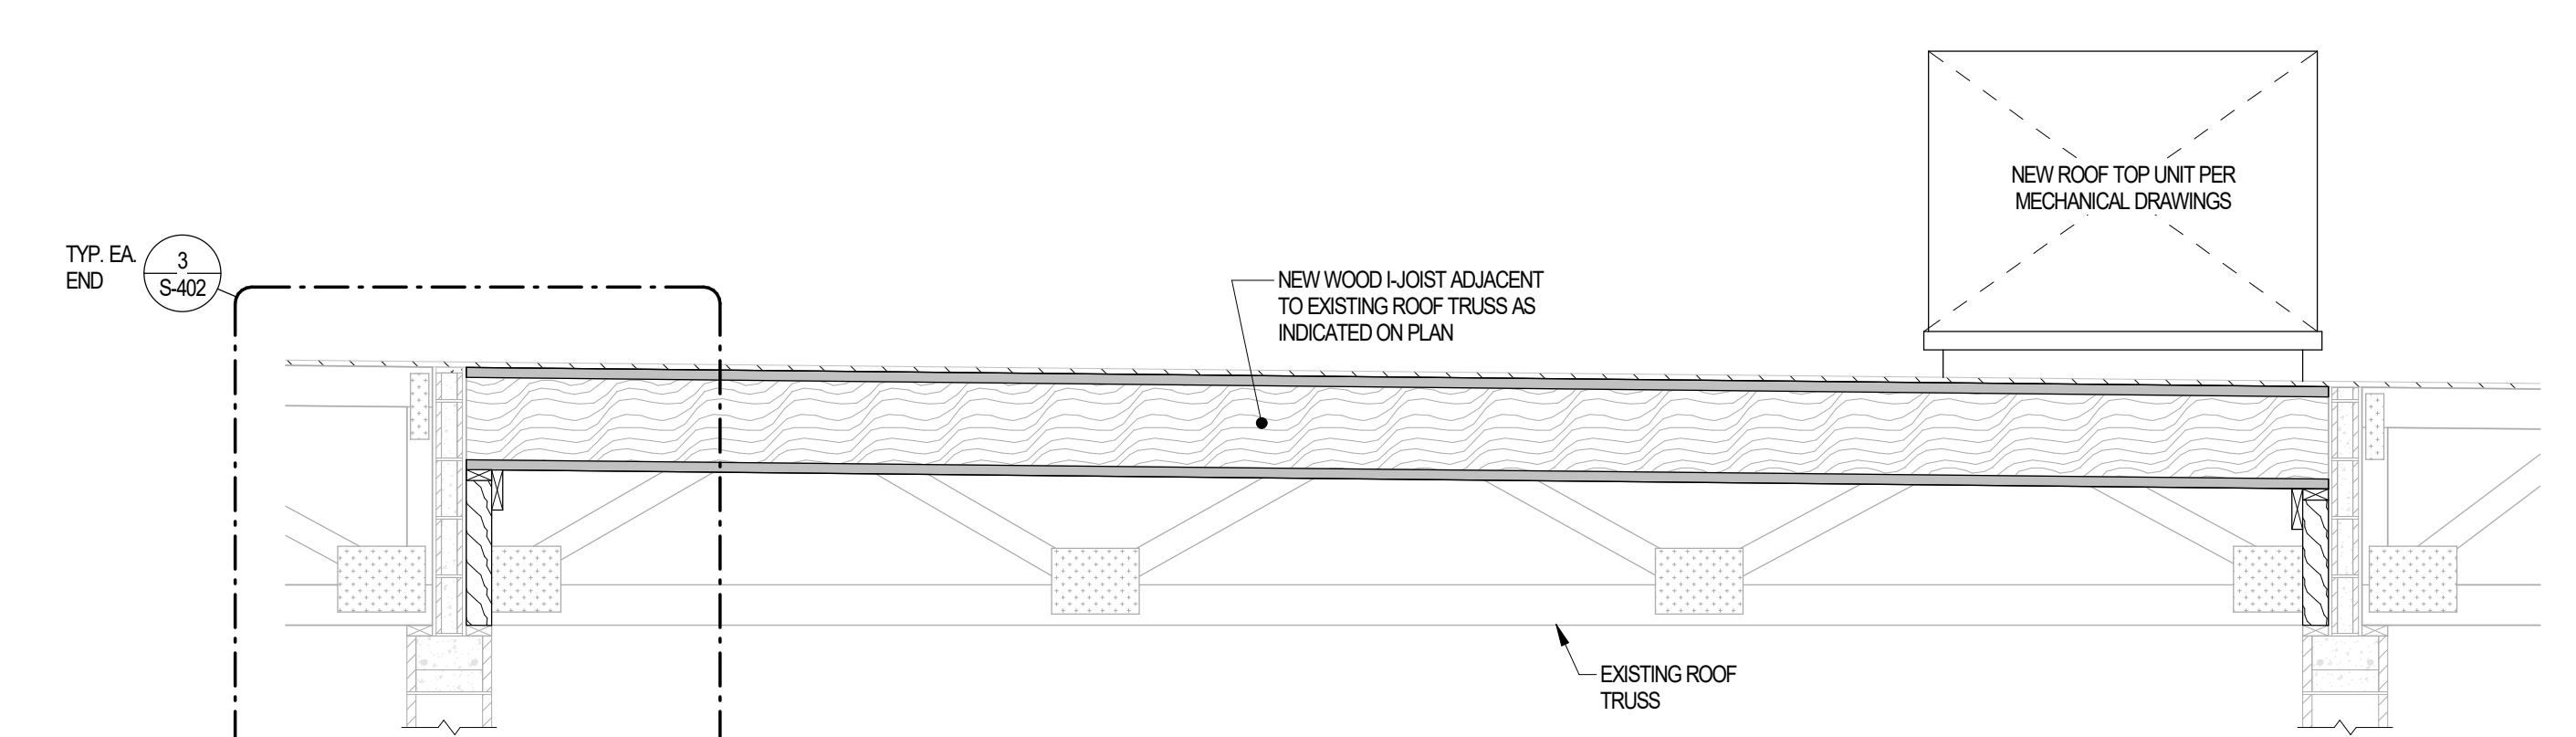 NEW ROOF TOP UNIT PER
MECHANICAL DRAWINGS
TYP. EA.
END
3
S-402
NEW WOOD I-JOIST ADJACENT
TO EXISTING ROOF TRUSS AS
INDICATED ON PLAN
EXISTING ROOF
TRUSS